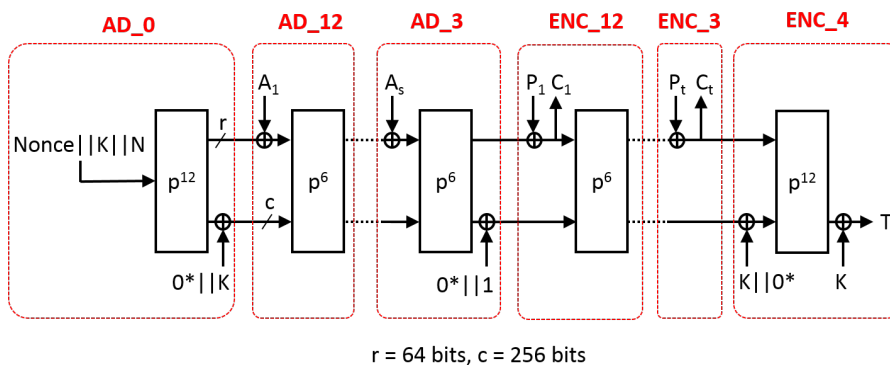 AD_0 AD_12 AD_3 ENC_12 ENC_3 ENC_4
A1 As P1 C1 Pt Ct
r
Nonce||K||N
p12 p6 p6 p6 p12
c
T
0*||K 0*||1 K||0* K
r = 64 bits, c = 256 bits